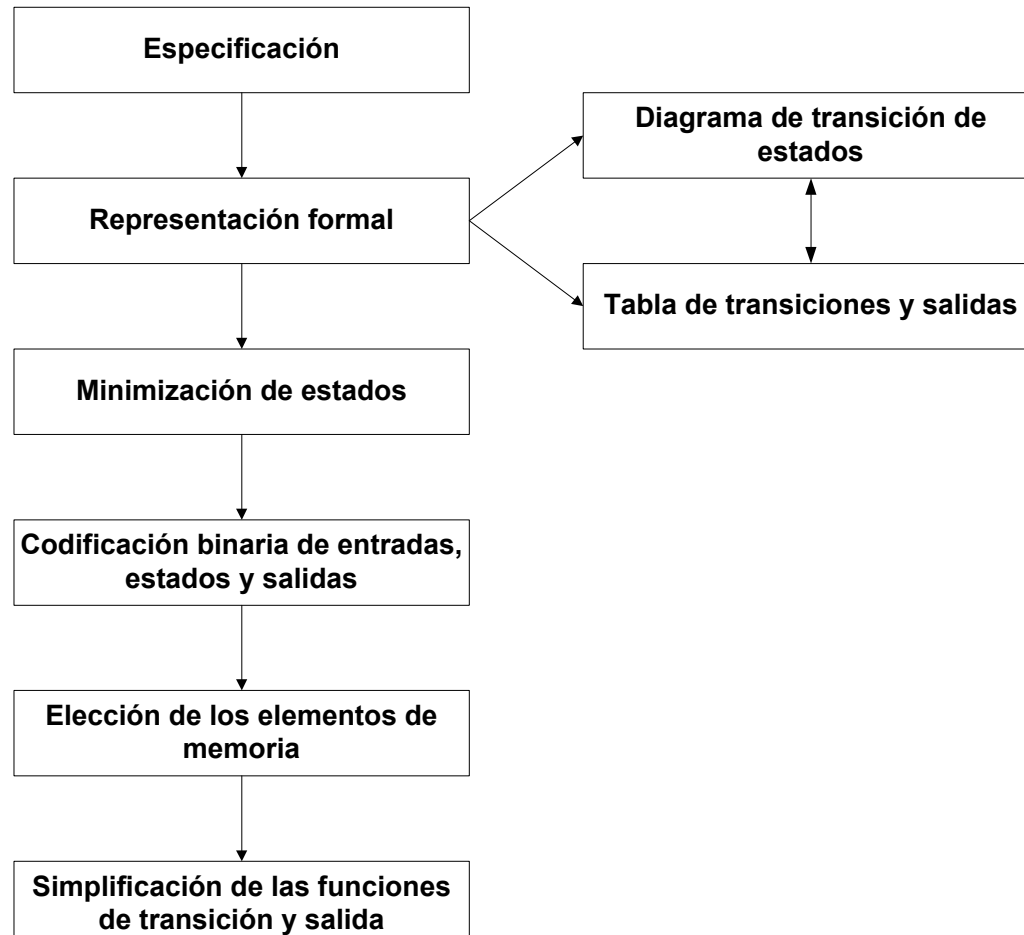 Especificación
Diagrama de transición de
estados
Representación formal
Tabla de transiciones y salidas
Minimización de estados
Codificación binaria de entradas,
estados y salidas
Elección de los elementos de
memoria
Simplificación de las funciones
de transición y salida